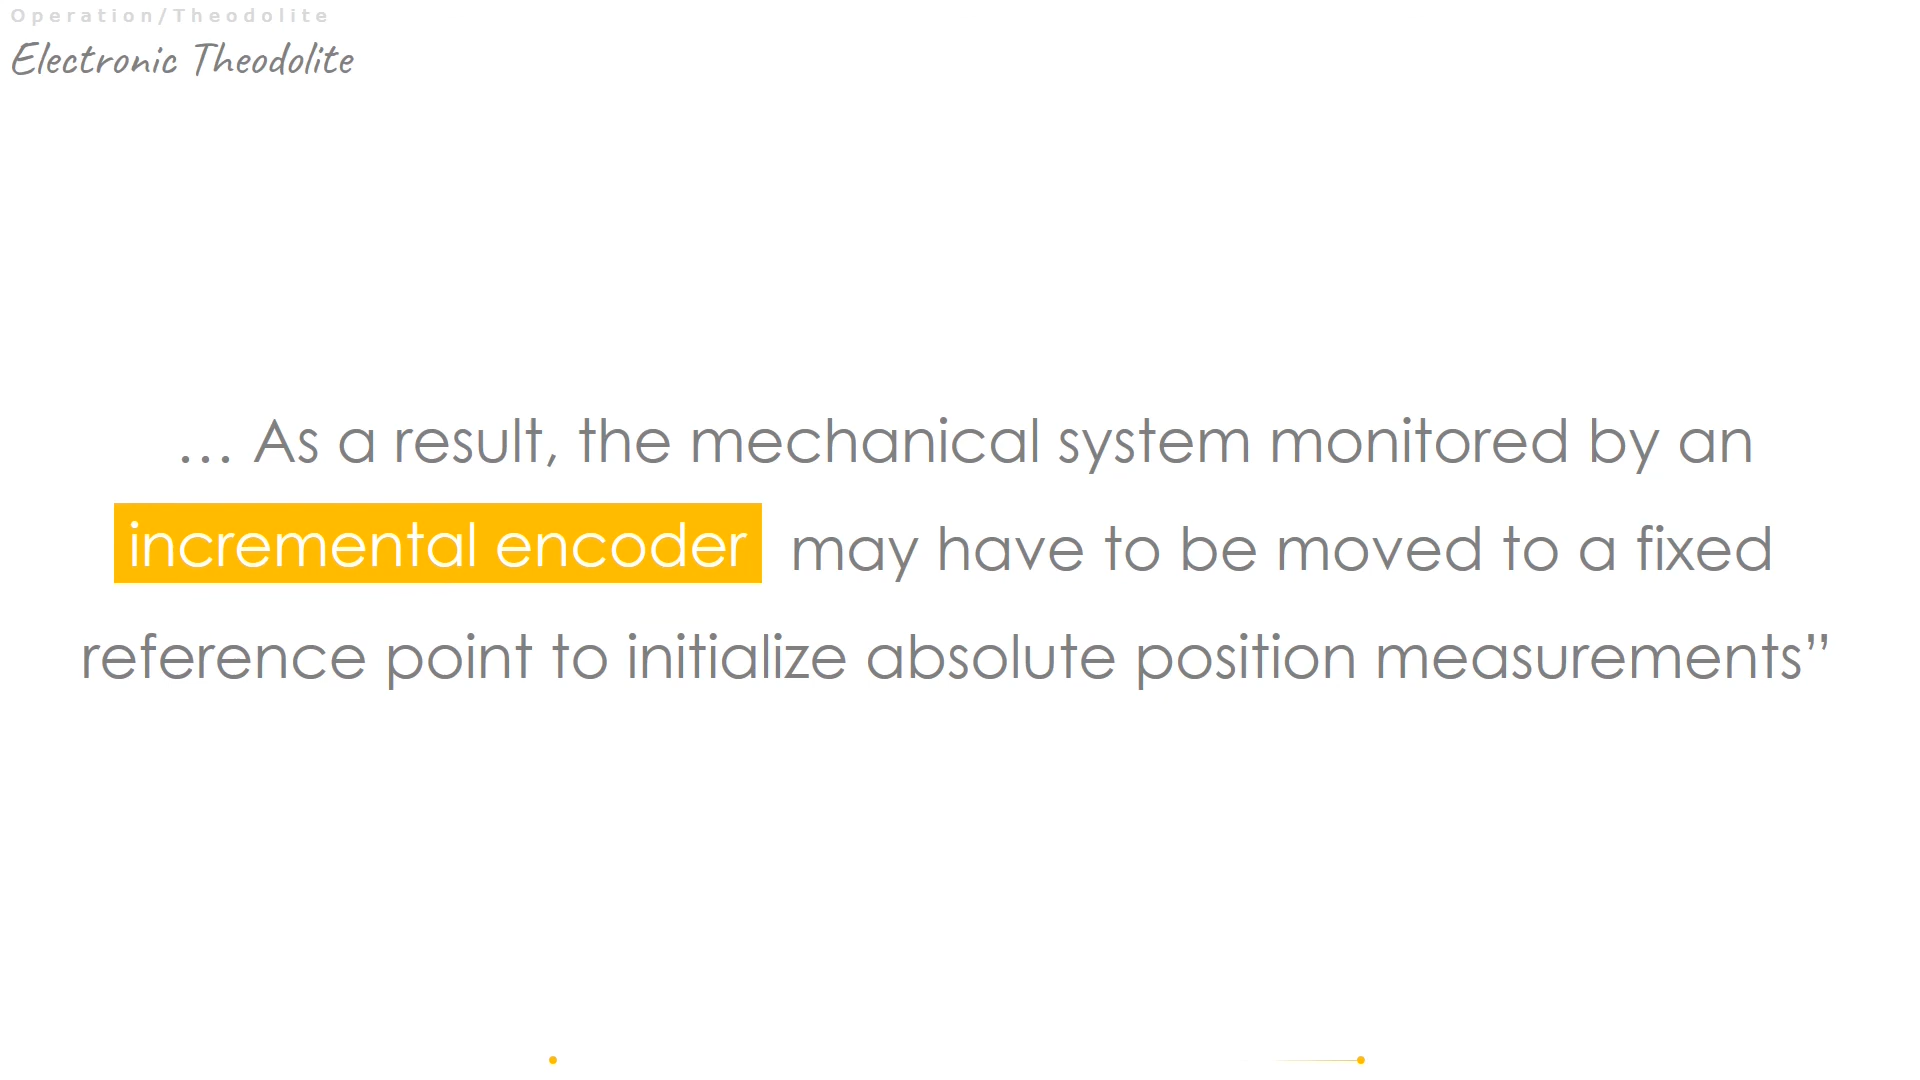 Operation/Theodolite
Electronic Theodolite
… As a result, the mechanical system monitored by an
incremental encoder may have to be moved to a fixed
reference point to initialize absolute position measurements”